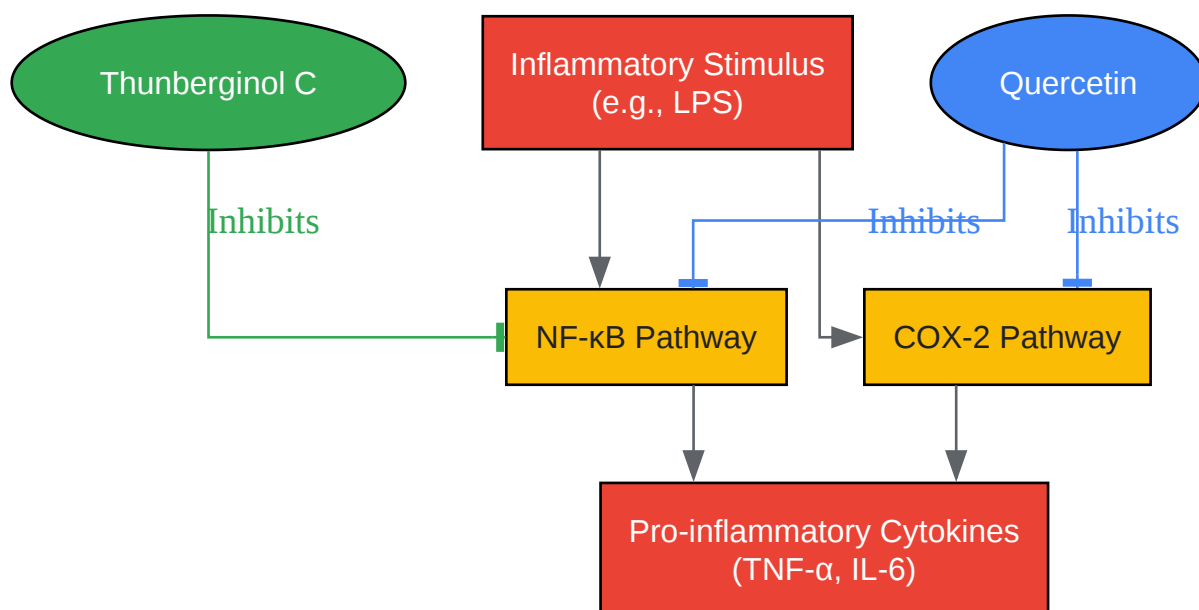 Thunberginol C
Inflammatory Stimulus
(e.g., LPS)
Quercetin
Inhibits
Inhibits
Inhibits
NF-κB Pathway
COX-2 Pathway
Pro-inflammatory Cytokines
(TNF-α, IL-6)